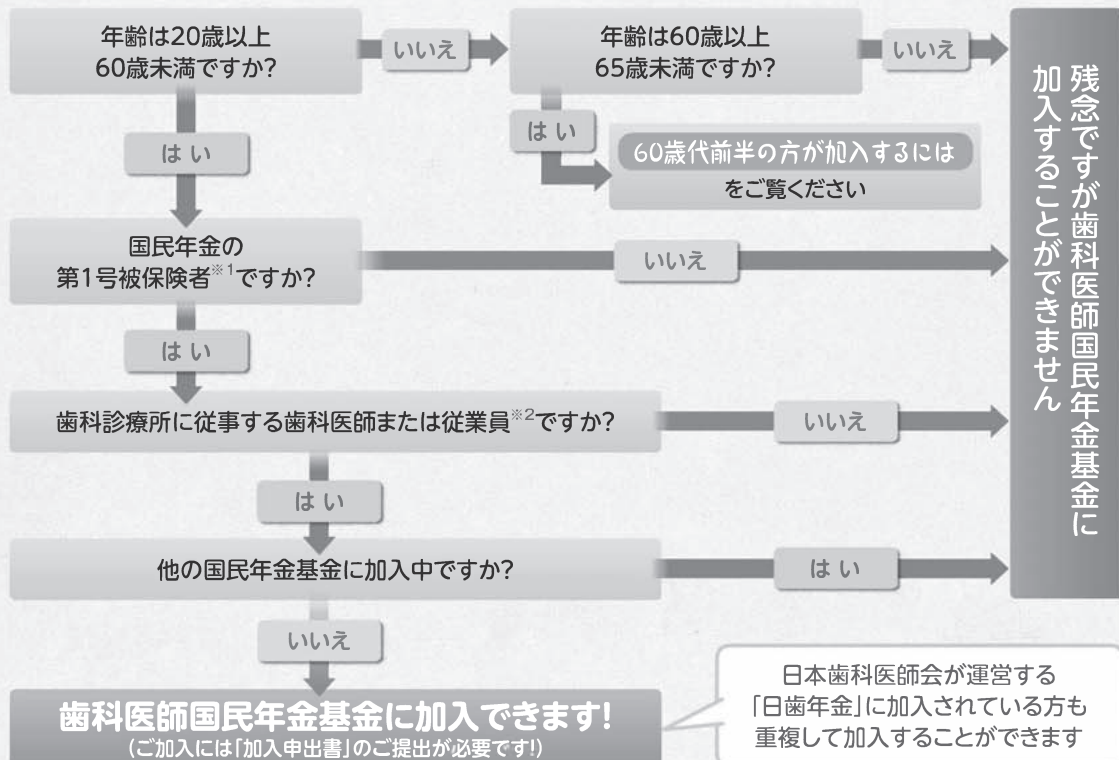 年齢は20歳以上
60歳未満ですか?
いいえ
年齢は60歳以上
65歳未満ですか?
いいえ
はい
はい
60歳代前半の方が加入するには
をご覧ください
国民年金の
第1号被保険者※1ですか?
いいえ
はい
歯科診療所に従事する歯科医師または従業員※2ですか?
いいえ
はい
他の国民年金基金に加入中ですか?
はい
いいえ
歯科医師国民年金基金に加入できます!
(ご加入には「加入申出書」のご提出が必要です!)
日本歯科医師会が運営する
「日歯年金」に加入されている方も
重複して加入することができます
残念ですが歯科医師国民年金基金に
加入することができません